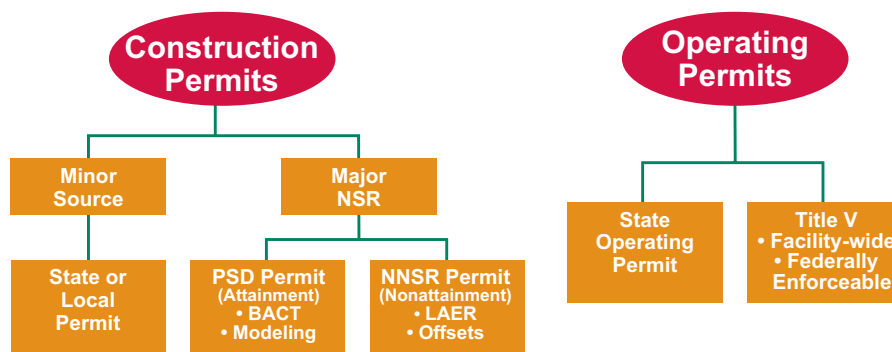 Construction
Permits
Operating
Permits
Minor
Source
Major
NSR
State or
Local
Permit
PSD Permit
(Attainment)
• BACT
• Modeling
NNSR Permit
(Nonattainment)
• LAER
• Offsets
State
Operating
Permit
Title V
• Facility-wide
• Federally
Enforceable